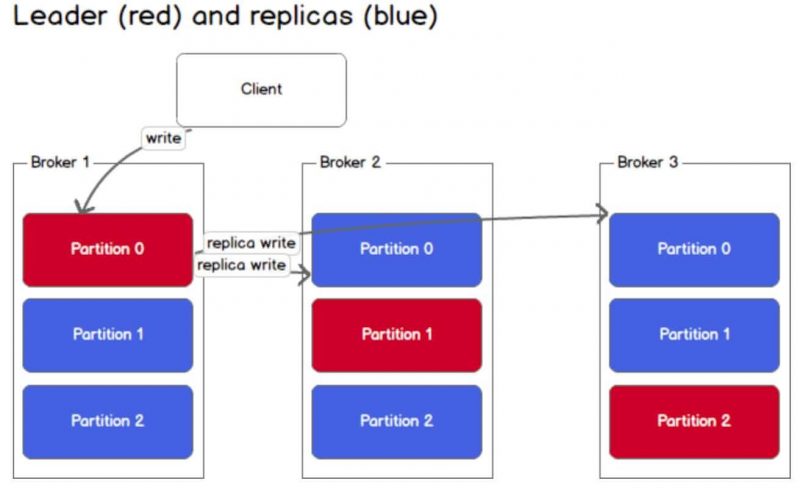 Leader (red) and replicas (blue)
Client
write
Broker 1
Broker 2
Broker 3
Partition 0
replica write
replica write
Partition 0
Partition 0
Partition 1
Partition 1
Partition 1
Partition 2
Partition 2
Partition 2